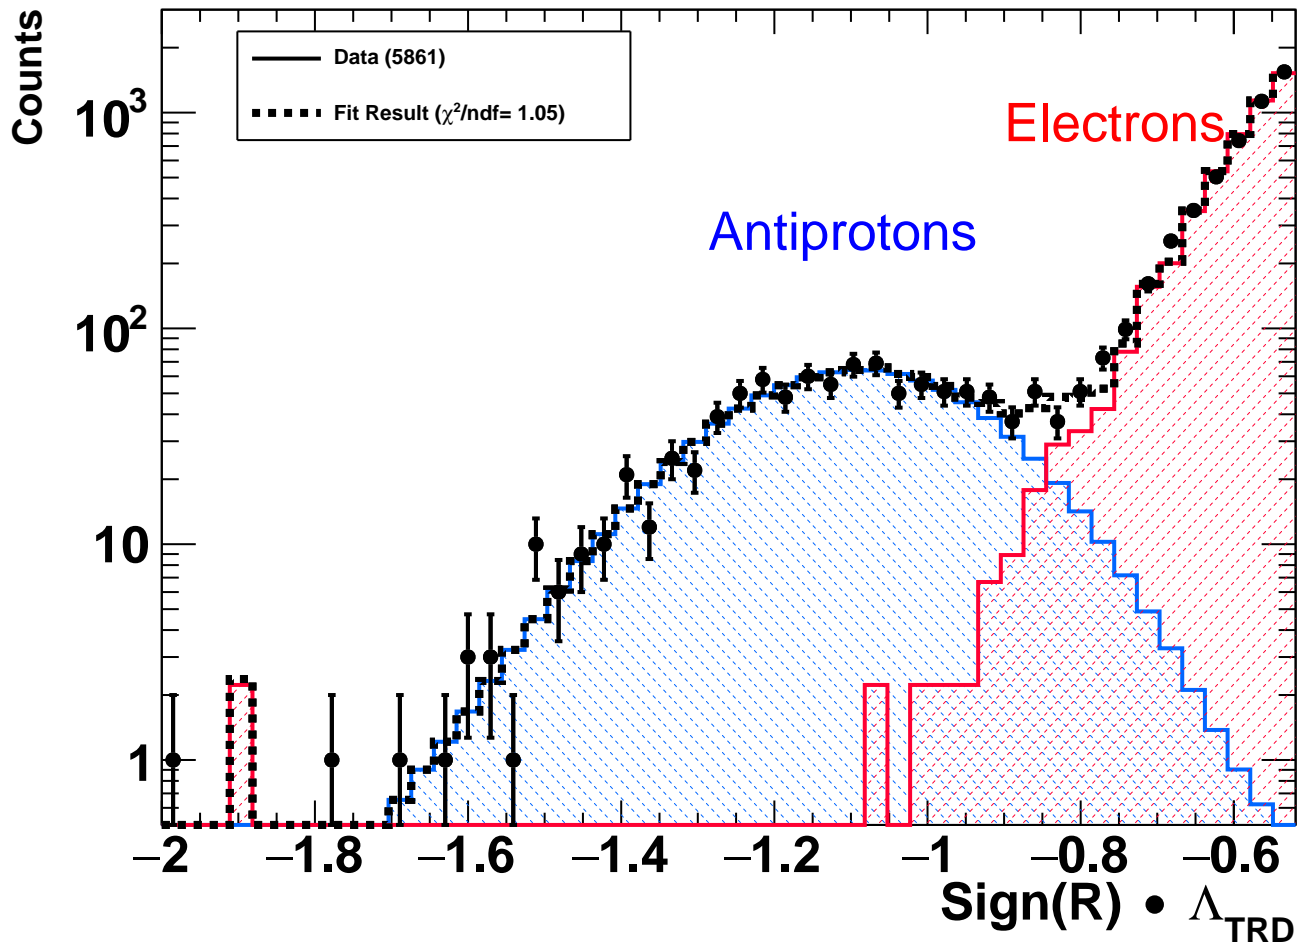 Counts
Data (5861)
Fit Result (χ²/ndf= 1.05)
Electrons
Antiprotons
10³
10²
10
1
−2 −1.8 −1.6 −1.4 −1.2 −1 −0.8 −0.6
Sign(R) • Λ_TRD